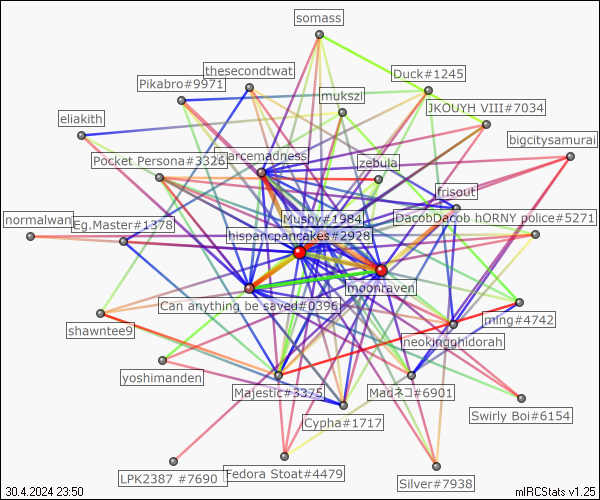 somass
thesecondtwat
Duck#1245
Pikabro#9971
mukszi
JKOUYH VIII#7034
eliakith
bigcitysamurai
Pocket Persona#3326
arcemadness
zebula
frisout
normalwan
Eg.Master#1378
Mushy#1984
DacobDacob hORNY police#5271
hispancpancakes#2928
moonraven
Can anything be saved#0396
ming#4742
shawntee9
neokingghidorah
yoshimanden
Majestic#3375
Madネコ#6901
Swirly Boi#6154
Cypha#1717
LPK2387 #7690
Fedora Stoat#4479
Silver#7938
30.4.2024 23:50
mIRCStats v1.25